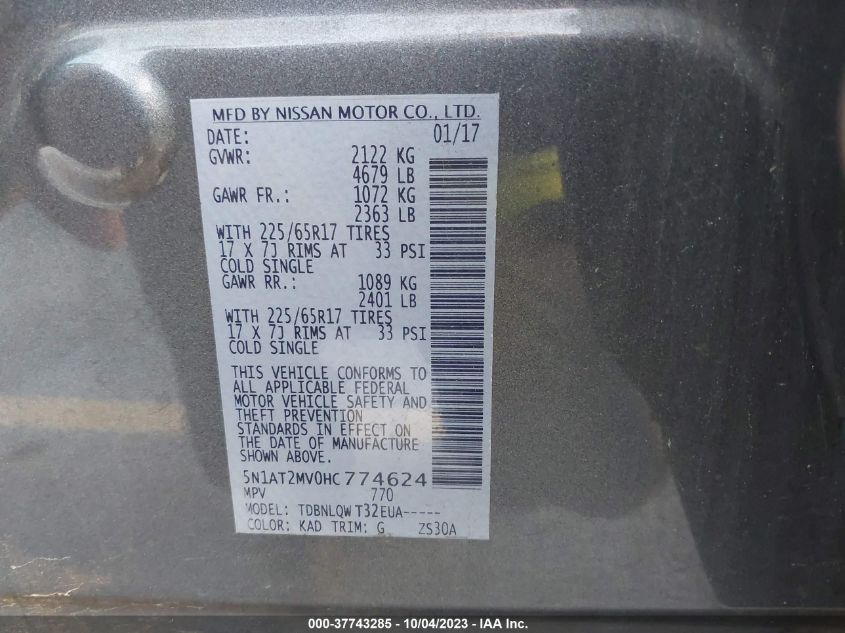 MFD BY NISSAN MOTOR CO., LTD.
DATE: 01/17
GVWR: 2122 KG
4679 LB
GAWR FR.: 1072 KG
2363 LB
WITH 225/65R17 TIRES
17 X 7J RIMS AT 33 PSI
COLD SINGLE
GAWR RR.: 1089 KG
2401 LB
WITH 225/65R17 TIRES
17 X 7J RIMS AT 33 PSI
COLD SINGLE
THIS VEHICLE CONFORMS TO
ALL APPLICABLE FEDERAL
MOTOR VEHICLE SAFETY AND
THEFT PREVENTION
STANDARDS IN EFFECT ON
THE DATE OF MANUFACTURE
SHOWN ABOVE.
5N1AT2MV0HC774624
MPV 770
MODEL: TDBNLQW T32EUA-----
COLOR: KAD TRIM: G ZS30A
000-37743285 - 10/04/2023 - IAA Inc.